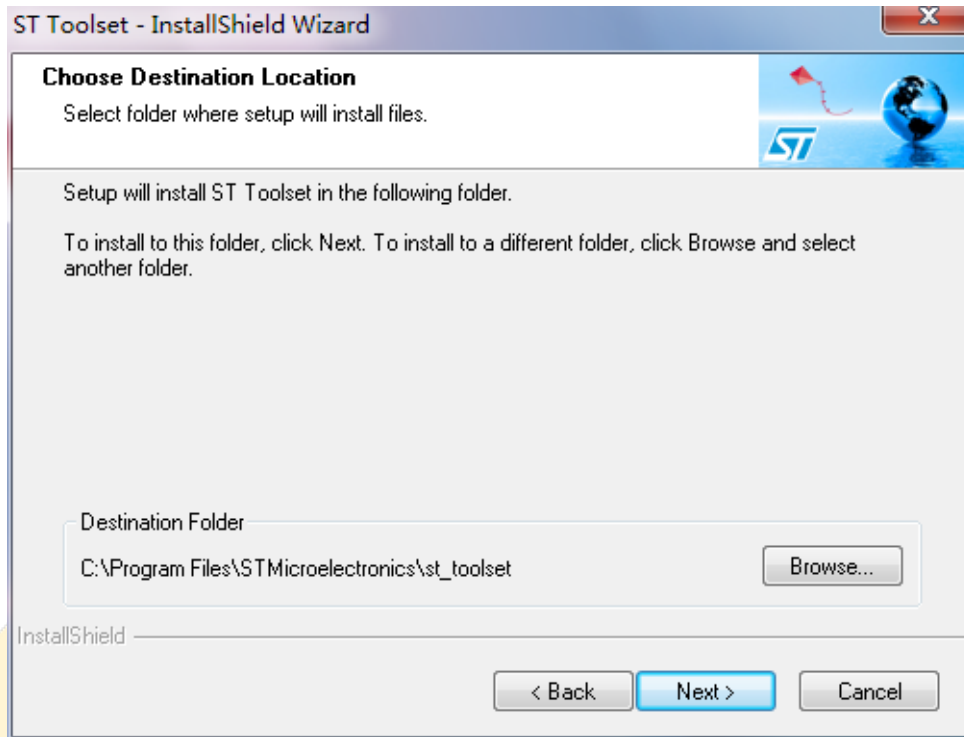 ST Toolset - InstallShield Wizard
X
Choose Destination Location
Select folder where setup will install files.
ST
Setup will install ST Toolset in the following folder.
To install to this folder, click Next. To install to a different folder, click Browse and select
another folder.
Destination Folder
C:\Program Files\STMicroelectronics\st_toolset
Browse...
InstallShield
< Back
Next >
Cancel